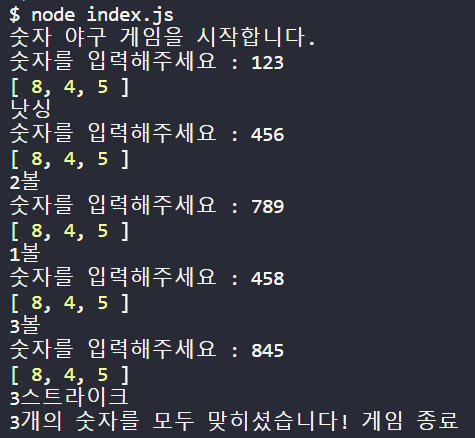 $ node index.js
숫자 야구 게임을 시작합니다.
숫자를 입력해주세요 : 123
[ 8, 4, 5 ]
낫싱
숫자를 입력해주세요 : 456
[ 8, 4, 5 ]
2볼
숫자를 입력해주세요 : 789
[ 8, 4, 5 ]
1볼
숫자를 입력해주세요 : 458
[ 8, 4, 5 ]
3볼
숫자를 입력해주세요 : 845
[ 8, 4, 5 ]
3스트라이크
3개의 숫자를 모두 맞히셨습니다! 게임 종료